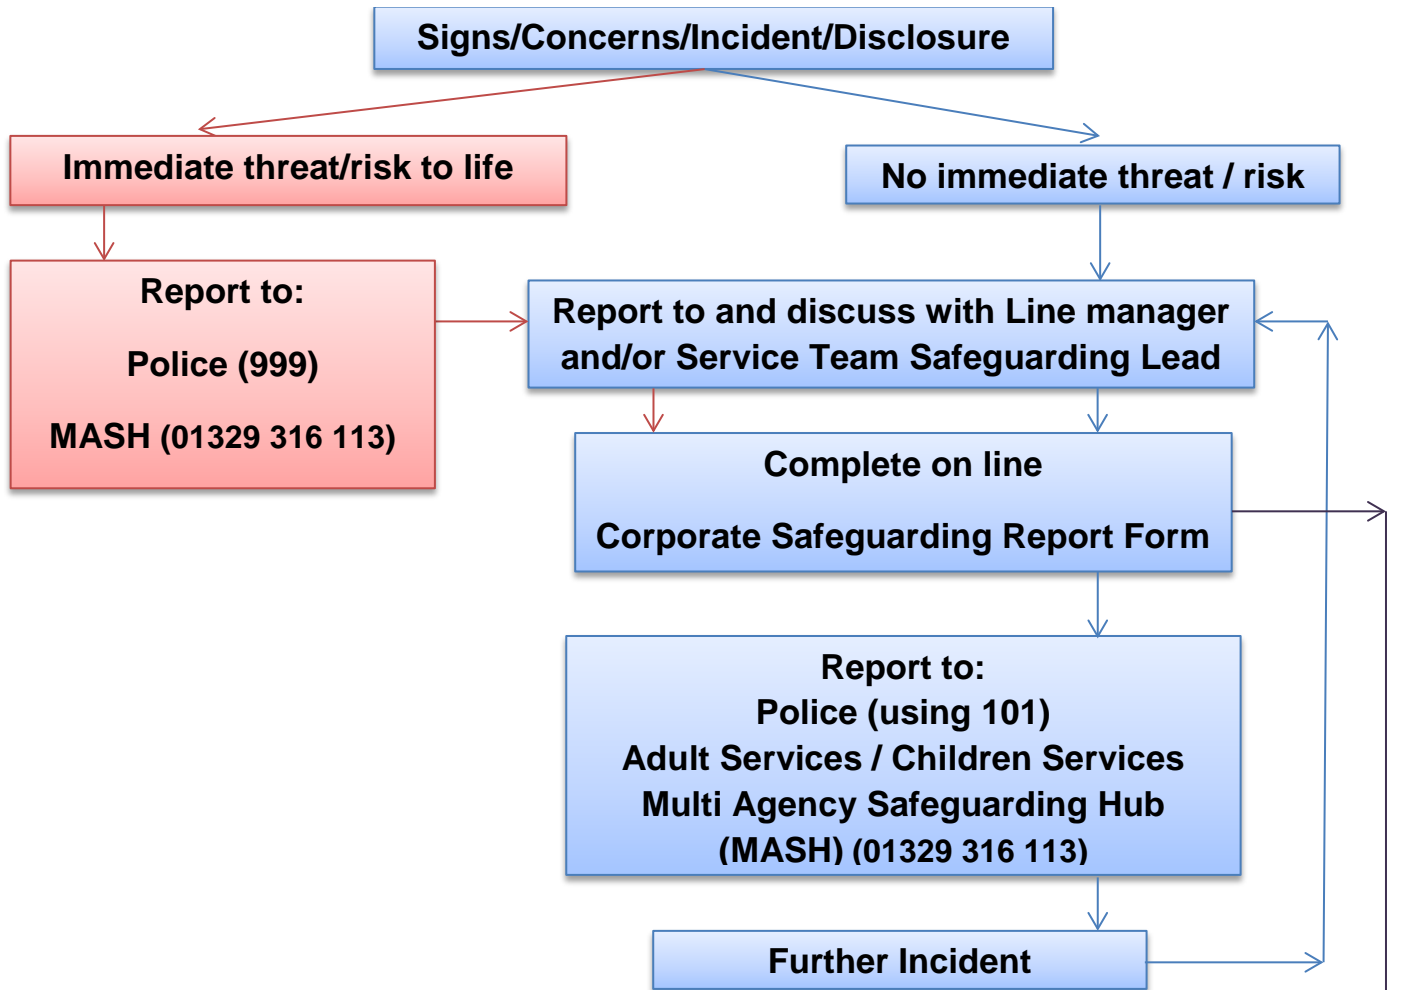 Signs/Concerns/Incident/Disclosure
Immediate threat/risk to life
No immediate threat / risk
Report to:
Police (999)
MASH (01329 316 113)
Report to and discuss with Line manager
and/or Service Team Safeguarding Lead
Complete on line
Corporate Safeguarding Report Form
Report to:
Police (using 101)
Adult Services / Children Services
Multi Agency Safeguarding Hub
(MASH) (01329 316 113)
Further Incident